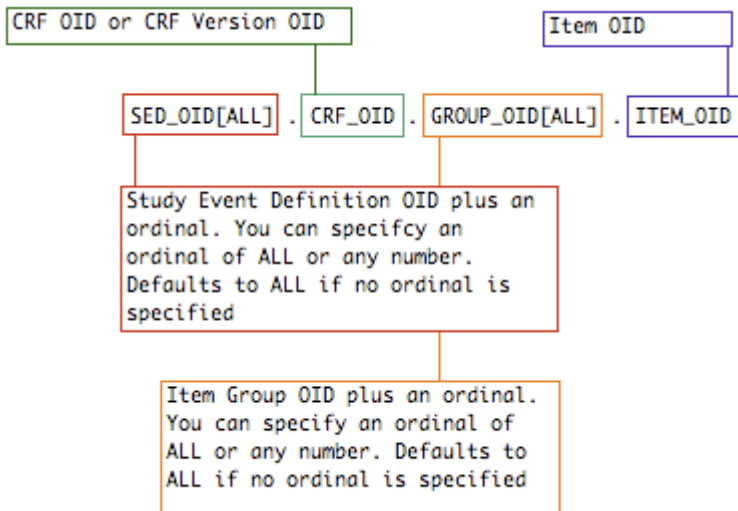 CRF OID or CRF Version OID
Item OID
SED_OID[ALL] . CRF_OID . GROUP_OID[ALL] . ITEM_OID
Study Event Definition OID plus an
ordinal. You can specifcy an
ordinal of ALL or any number.
Defaults to ALL if no ordinal is
specified
Item Group OID plus an ordinal.
You can specify an ordinal of
ALL or any number. Defaults to
ALL if no ordinal is specified